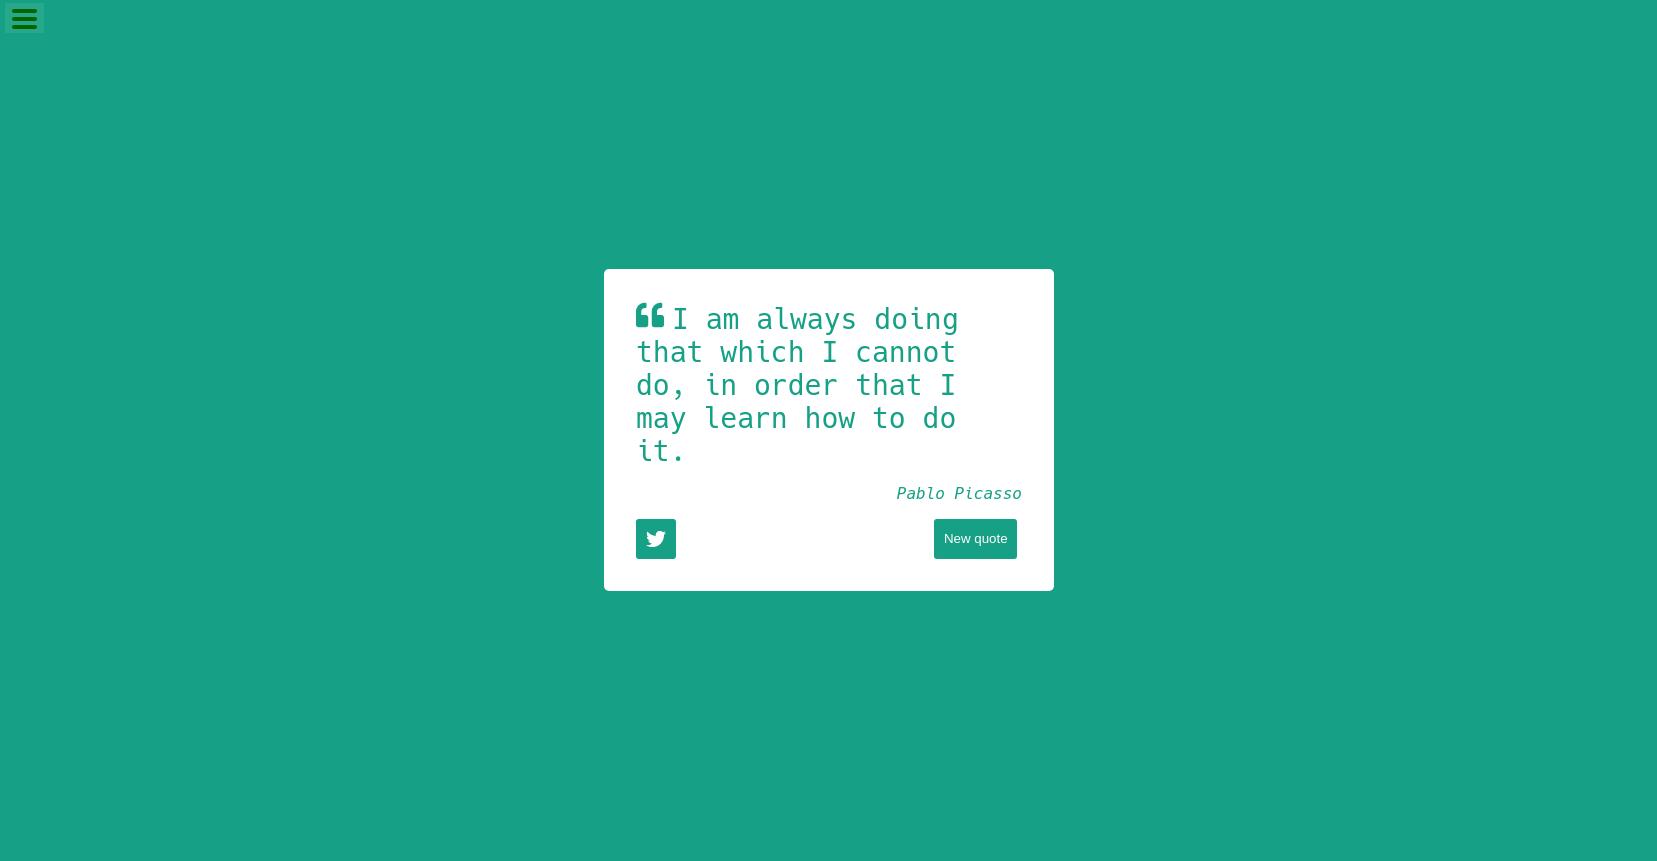 I am always doing
that which I cannot
do, in order that I
may learn how to do
it.
Pablo Picasso
New quote